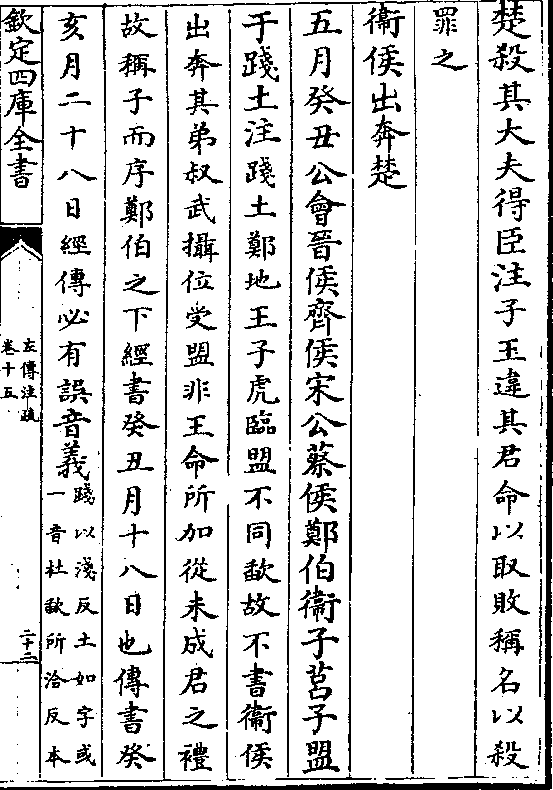 楚殺其大夫得臣注子玉違其君命以取敗稱名以殺
罪之
衞侯出奔楚
五月癸丑公會晉侯齊侯宋公蔡侯鄭伯衞子莒子盟
于踐土注踐土鄭地王子虎臨盟不同歃故不書衞侯
出奔其弟叔武攝位受盟非王命所加從未成君之禮
故稱子而序鄭伯之下經書癸丑月十八日也傳書癸
亥月二十八日經傳必有誤音義踐以淺反土如字或
一音杜歃所洽反本
欽定四庫全書
左傳注疏
卷十五
二十三